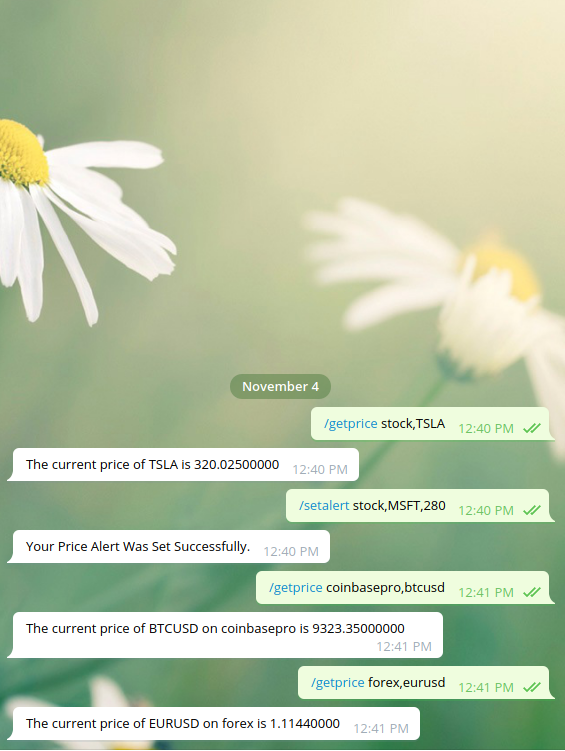 November 4
/getprice stock,TSLA 12:40 PM
The current price of TSLA is 320.02500000 12:40 PM
/setalert stock,MSFT,280 12:40 PM
Your Price Alert Was Set Successfully. 12:40 PM
/getprice coinbasepro,btcusd 12:41 PM
The current price of BTCUSD on coinbasepro is 9323.35000000
12:41 PM
/getprice forex,eurusd 12:41 PM
The current price of EURUSD on forex is 1.11440000 12:41 PM